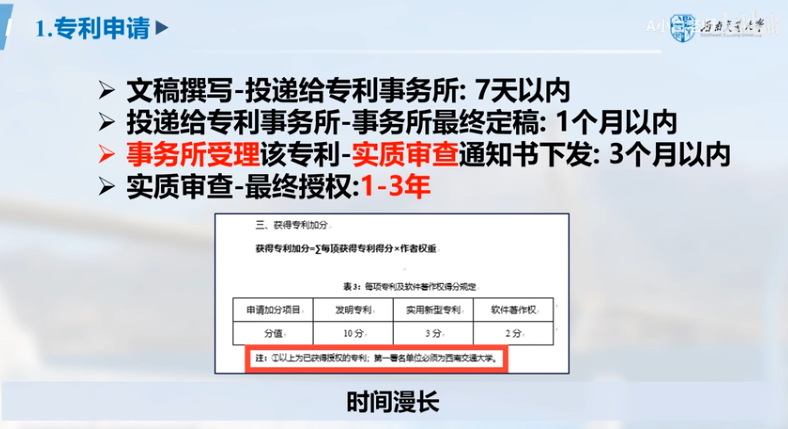 1.专利申请
西南交通大学
文稿撰写-投递给专利事务所: 7天以内
投递给专利事务所-事务所最终定稿: 1个月以内
事务所受理该专利-实质审查通知书下发: 3个月以内
实质审查-最终授权:1-3年
三、获得专利加分
获得专利加分=∑每项获得专利得分×作者权重
表3：每项专利及软件著作权得分规定
申请加分项目 发明专利 实用新型专利 软件著作权
分值 10分 3分 2分
注：①以上为已获得授权的专利；第一署名单位必须为西南交通大学。
时间漫长